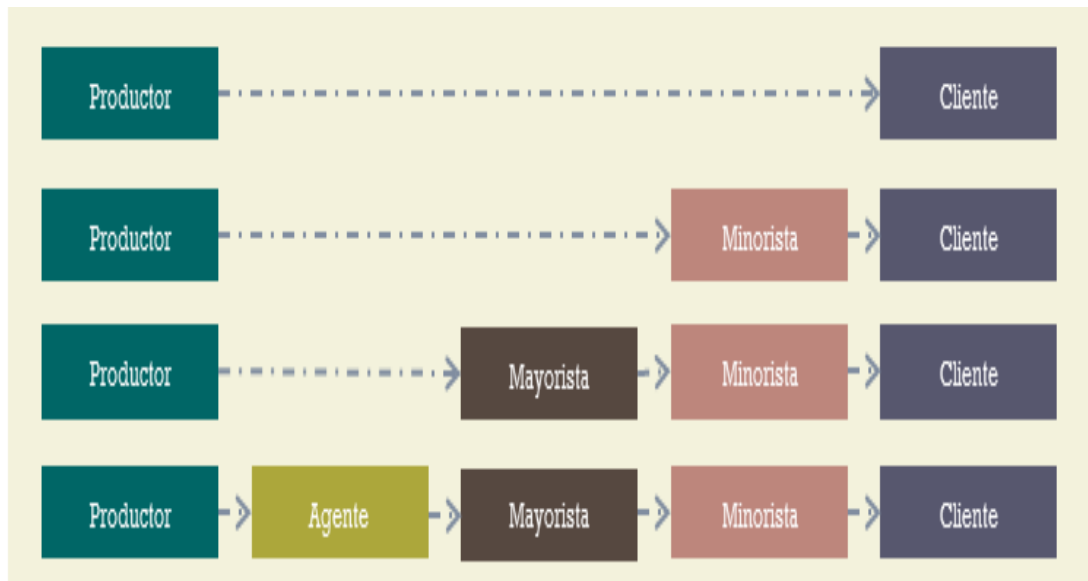 Productor
Cliente
Productor
Minorista
Cliente
Productor
Mayorista
Minorista
Cliente
Productor
Agente
Mayorista
Minorista
Cliente